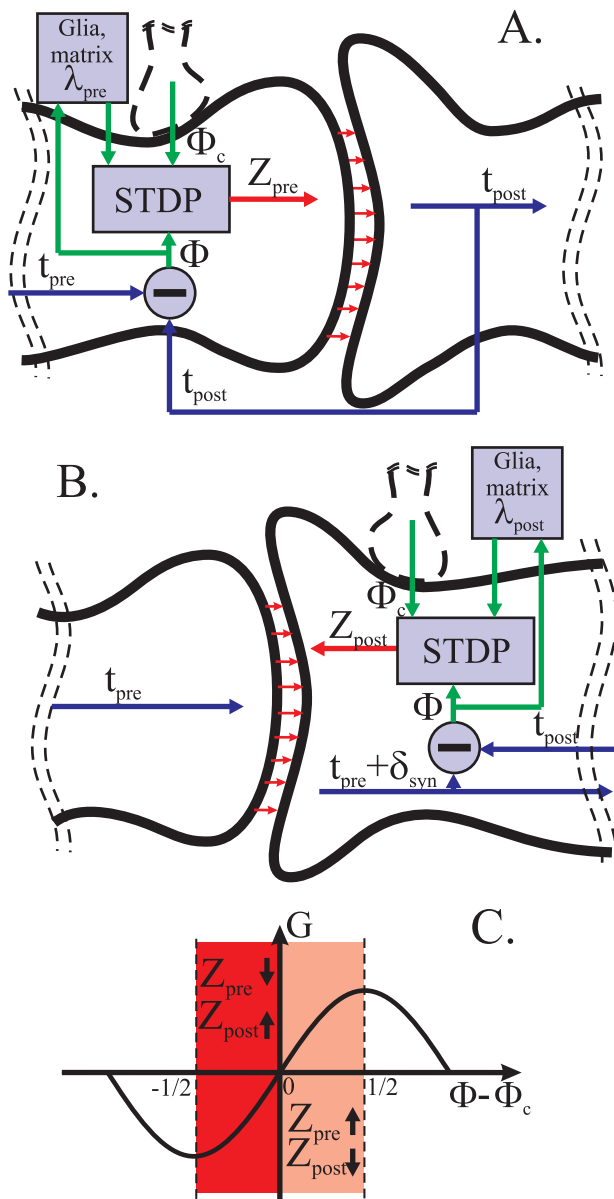 A.
Glia,
matrix
λpre
Φc
STDP
Zpre
tpost
Φ
tpre
tpost
B.
Glia,
matrix
λpost
Φc
Zpost
STDP
tpre
Φ
tpost
tpre+δsyn
C.
G
Zpre
Zpost
-1/2
0
1/2
Φ-Φc
Zpre
Zpost